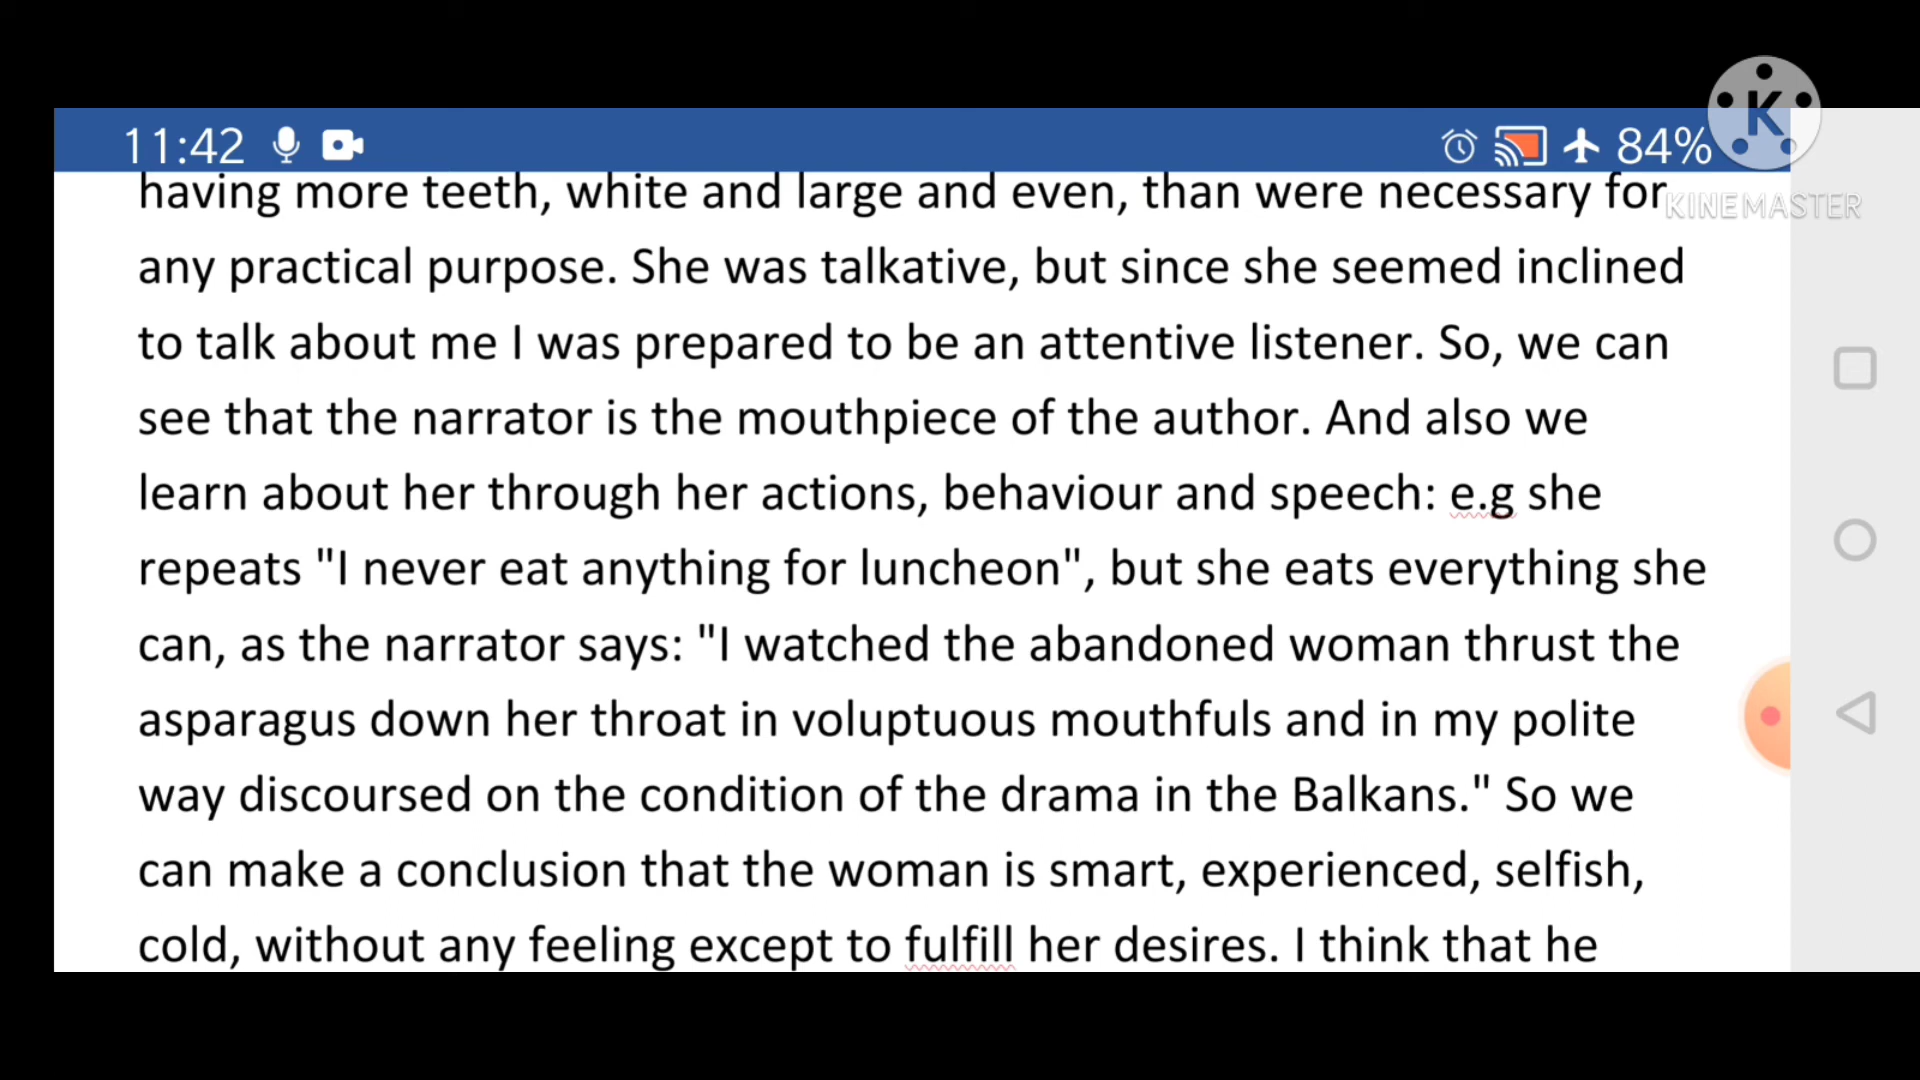 11:42 84%
K
KINEMASTER
having more teeth, white and large and even, than were necessary for
any practical purpose. She was talkative, but since she seemed inclined
to talk about me I was prepared to be an attentive listener. So, we can
see that the narrator is the mouthpiece of the author. And also we
learn about her through her actions, behaviour and speech: e.g she
repeats "I never eat anything for luncheon", but she eats everything she
can, as the narrator says: "I watched the abandoned woman thrust the
asparagus down her throat in voluptuous mouthfuls and in my polite
way discoursed on the condition of the drama in the Balkans." So we
can make a conclusion that the woman is smart, experienced, selfish,
cold, without any feeling except to fulfill her desires. I think that he